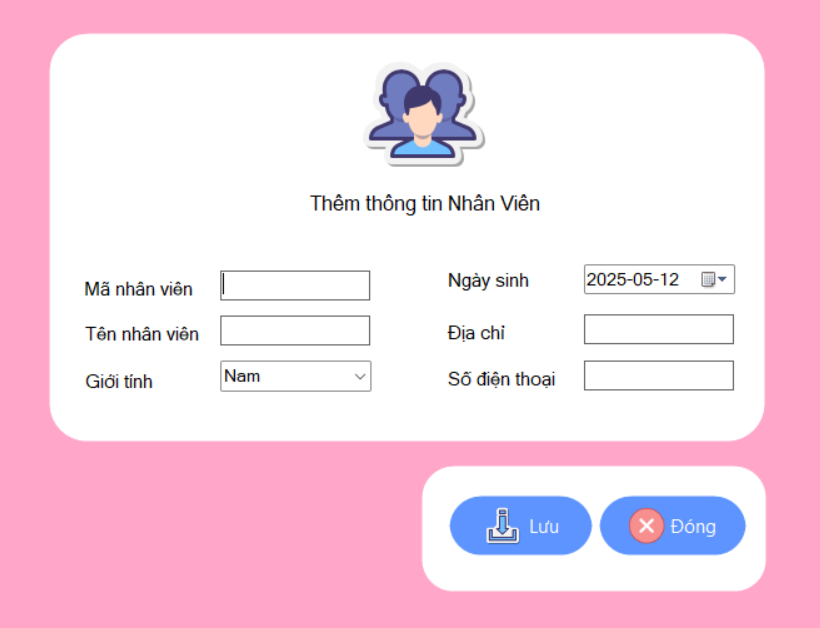 Thêm thông tin Nhân Viên
Mã nhân viên
Ngày sinh 2025-05-12
Tên nhân viên
Địa chỉ
Giới tính Nam
Số điện thoại
Lưu
Đóng